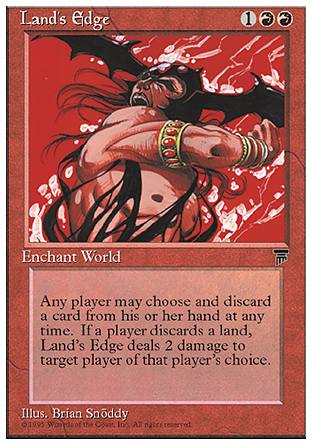 Land's Edge 1
Enchant World
Any player may choose and discard
a card from his or her hand at any
time. If a player discards a land,
Land's Edge deals 2 damage to
target player of that player's choice.
Illus. Brian Snõddy
©1995 Wizards of the Coast, Inc. All rights reserved.